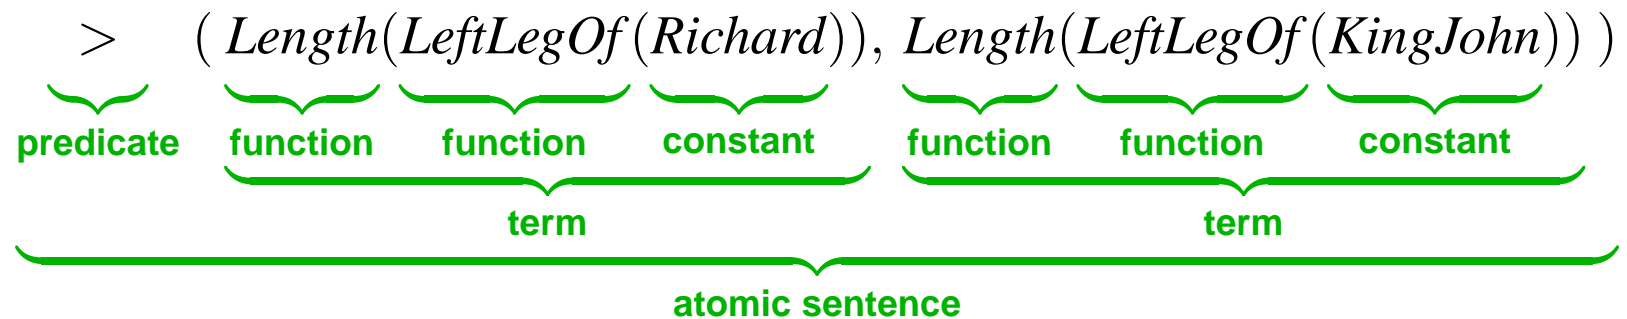 > ( Length(LeftLegOf(Richard)), Length(LeftLegOf(KingJohn)) )
predicate function function constant function function constant
term term
atomic sentence